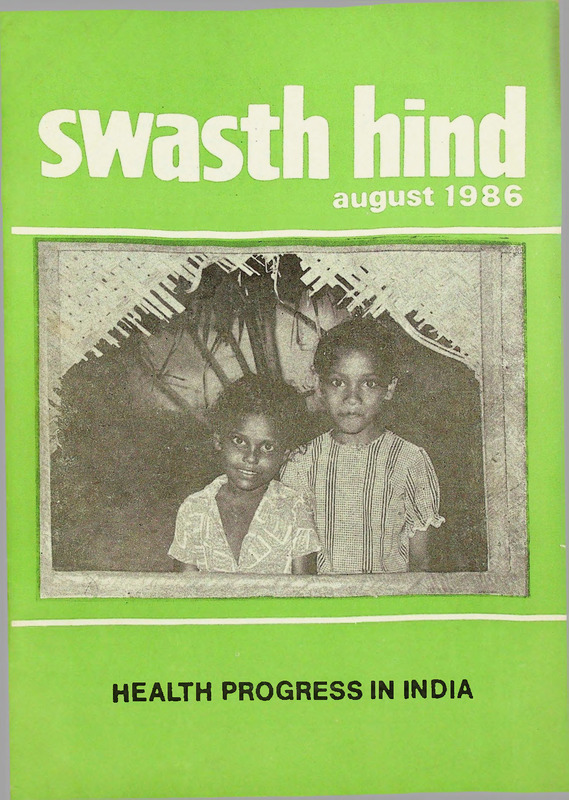 swasth hind
august 1986
HEALTH PROGRESS IN INDIA